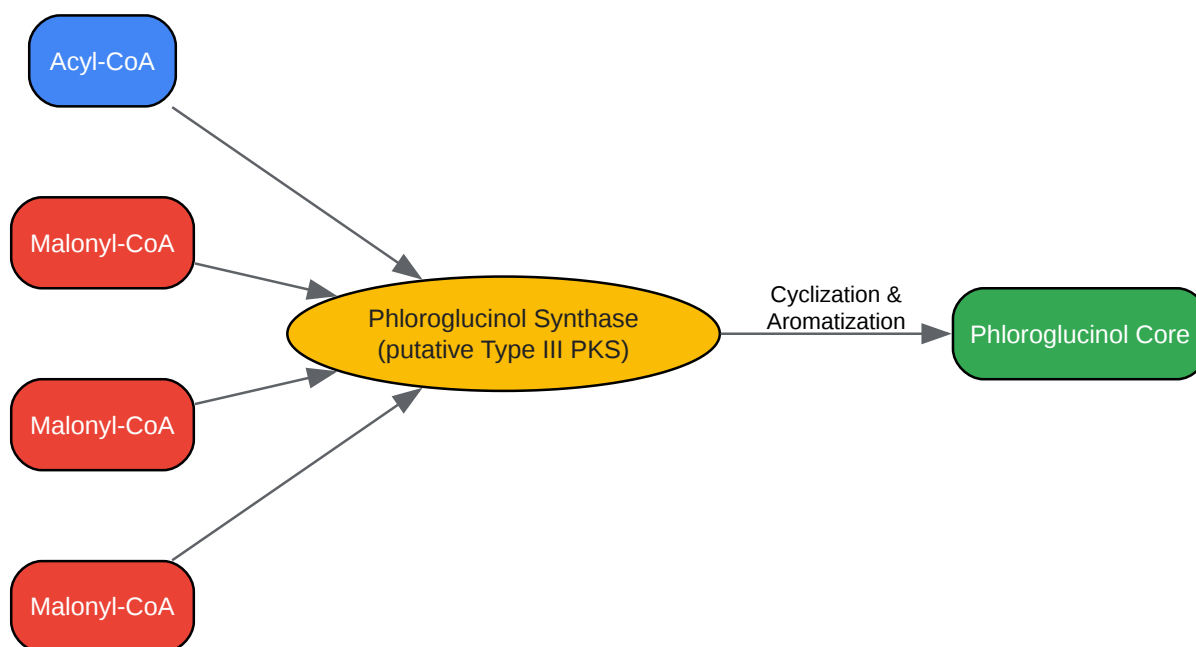 Acyl-CoA
Malonyl-CoA
Malonyl-CoA
Malonyl-CoA
Phloroglucinol Synthase
(putative Type III PKS)
Cyclization &
Aromatization
Phloroglucinol Core